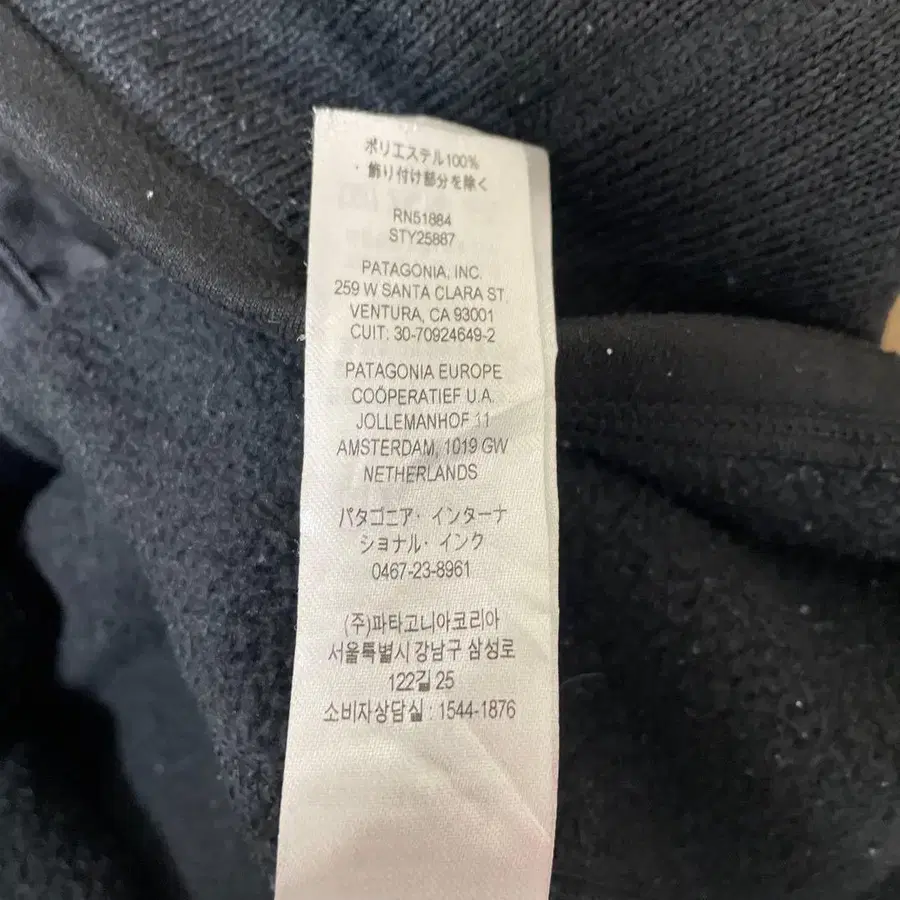 ポリエステル100%
・飾り付け部分を除く
RN51884
STY25887
PATAGONIA, INC.
259 W SANTA CLARA ST.
VENTURA, CA 93001
CUIT: 30-70924649-2
PATAGONIA EUROPE
COÖPERATIEF U.A.
JOLLEMANHOF 11
AMSTERDAM, 1019 GW
NETHERLANDS
パタゴニア・インターナ
ショナル・インク
0467-23-8961
(주)파타고니아코리아
서울특별시 강남구 삼성로
122길 25
소비자상담실 : 1544-1876